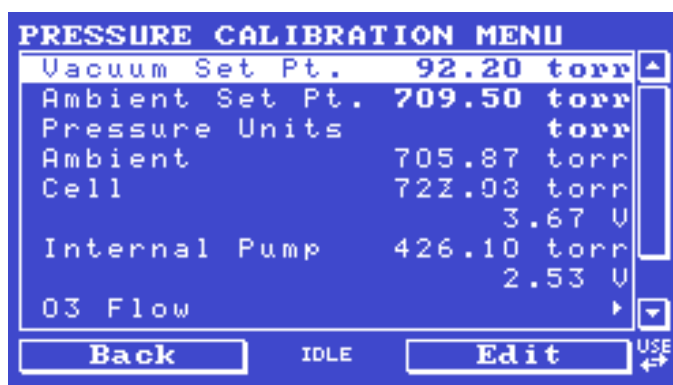 PRESSURE CALIBRATION MENU
Vacuum Set Pt. 92.20 torr
Ambient Set Pt. 709.50 torr
Pressure Units torr
Ambient 705.87 torr
Cell torr
3.67 V
Internal Pump 426.10 torr
2.53 V
O3 Flow
Back IDLE Edit USE